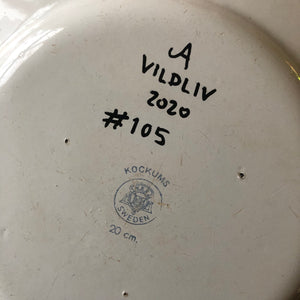 A
VILDLIV
2020
#105
KOCKUMS
SWEDEN
20 cm.